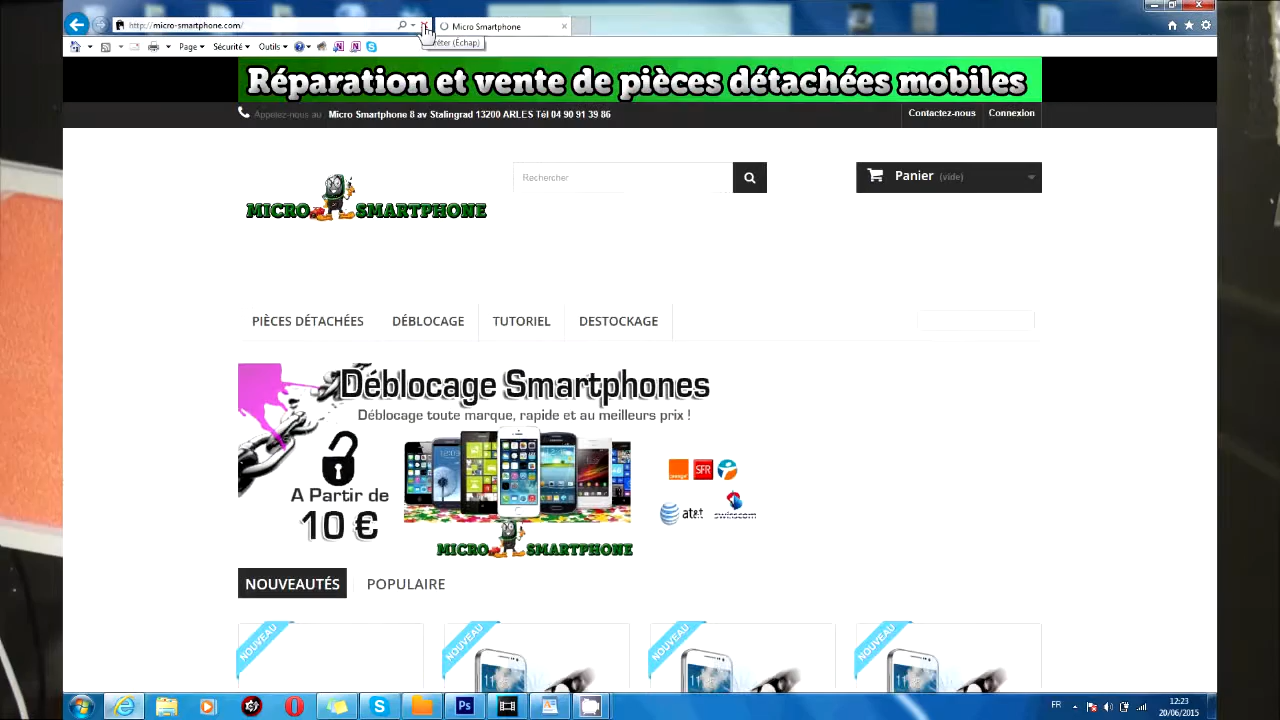 http://micro-smartphone.com/
Micro Smartphone
Page
Sécurité
Outils
rêter (Échap)
Réparation et vente de pièces détachées mobiles
Appelez-nous au : Micro Smartphone 8 av Stalingrad 13200 ARLES Tél 04 90 91 39 86
Contactez-nous
Connexion
Rechercher
Panier (vide)
MICRO SMARTPHONE
PIÈCES DÉTACHÉES
DÉBLOCAGE
TUTORIEL
DESTOCKAGE
Déblocage Smartphones
Déblocage toute marque, rapide et au meilleurs prix !
A Partir de
10 €
orange
SFR
at&t
swisscom
MICRO SMARTPHONE
NOUVEAUTÉS
POPULAIRE
NOUVEAU
NOUVEAU
NOUVEAU
NOUVEAU
Ps
FR
12:23
20/06/2015